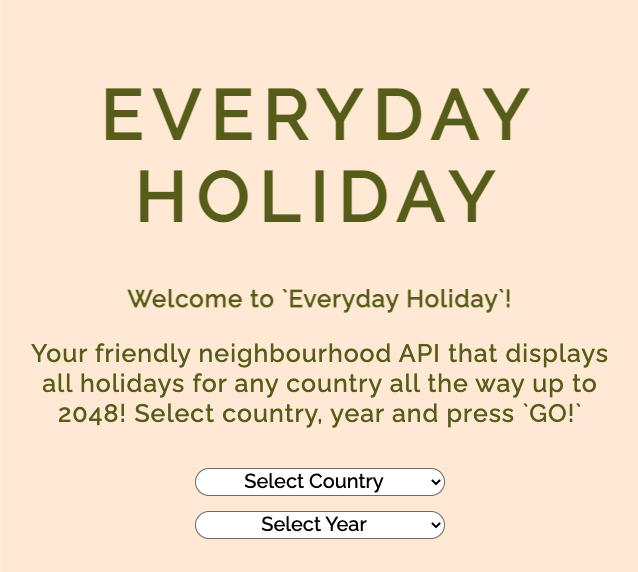 EVERYDAY
HOLIDAY
Welcome to `Everyday Holiday`!
Your friendly neighbourhood API that displays
all holidays for any country all the way up to
2048! Select country, year and press `GO!`
Select Country
Select Year